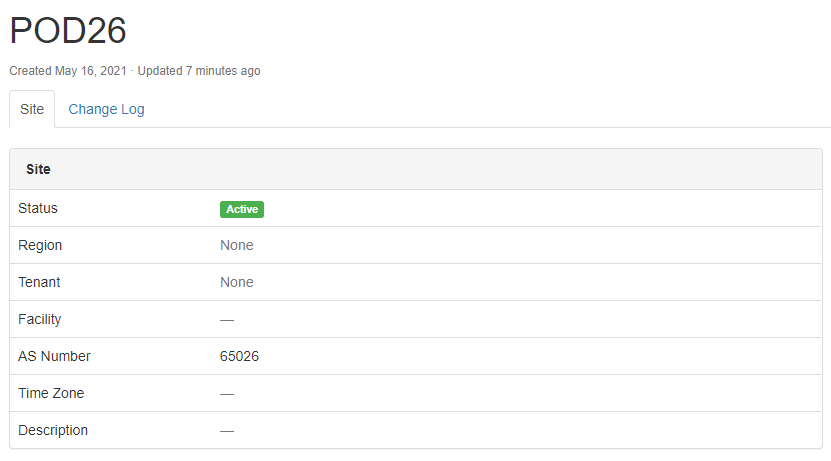 POD26
Created May 16, 2021 · Updated 7 minutes ago
Site Change Log
Site
Status Active
Region None
Tenant None
Facility —
AS Number 65026
Time Zone —
Description —